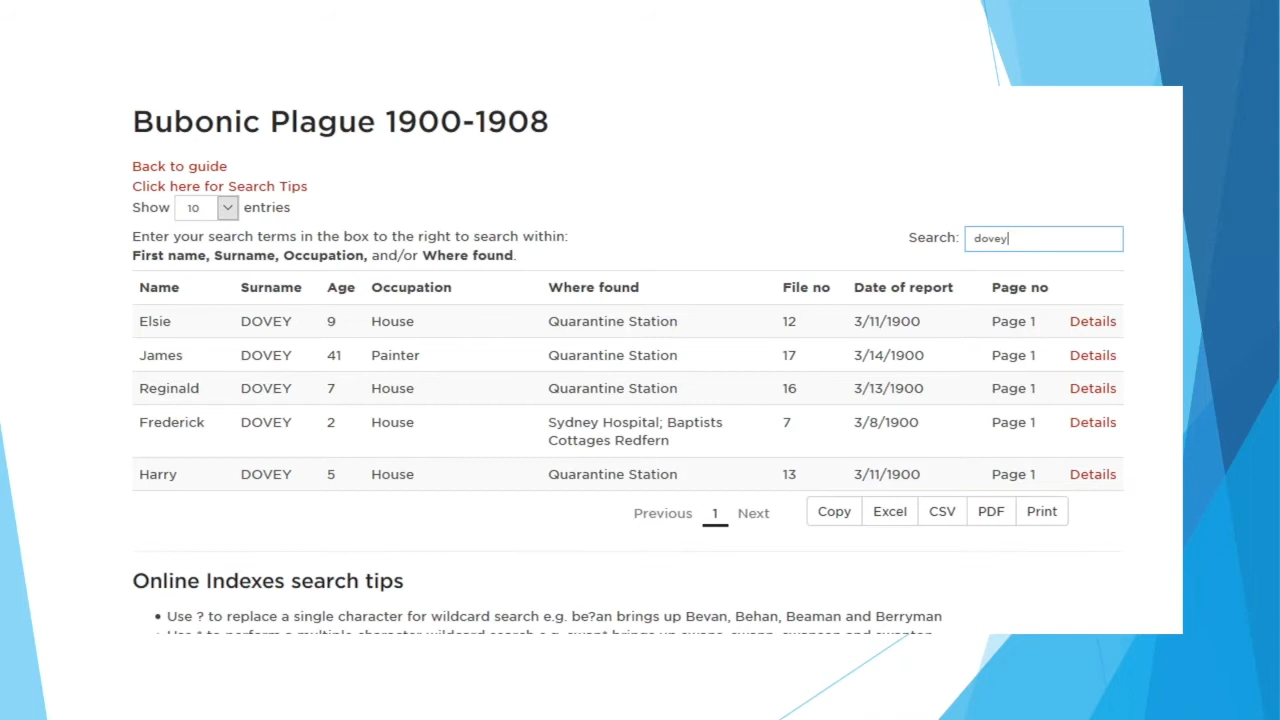 Bubonic Plague 1900-1908
Back to guide
Click here for Search Tips
Show 10 entries
Enter your search terms in the box to the right to search within:
First name, Surname, Occupation, and/or Where found.
Search: dovey
Name Surname Age Occupation Where found File no Date of report Page no
Elsie DOVEY 9 House Quarantine Station 12 3/11/1900 Page 1 Details
James DOVEY 41 Painter Quarantine Station 17 3/14/1900 Page 1 Details
Reginald DOVEY 7 House Quarantine Station 16 3/13/1900 Page 1 Details
Frederick DOVEY 2 House Sydney Hospital; Baptists 7 3/8/1900 Page 1 Details
Cottages Redfern
Harry DOVEY 5 House Quarantine Station 13 3/11/1900 Page 1 Details
Previous 1 Next Copy Excel CSV PDF Print
Online Indexes search tips
• Use ? to replace a single character for wildcard search e.g. be?an brings up Bevan, Behan, Beaman and Berryman